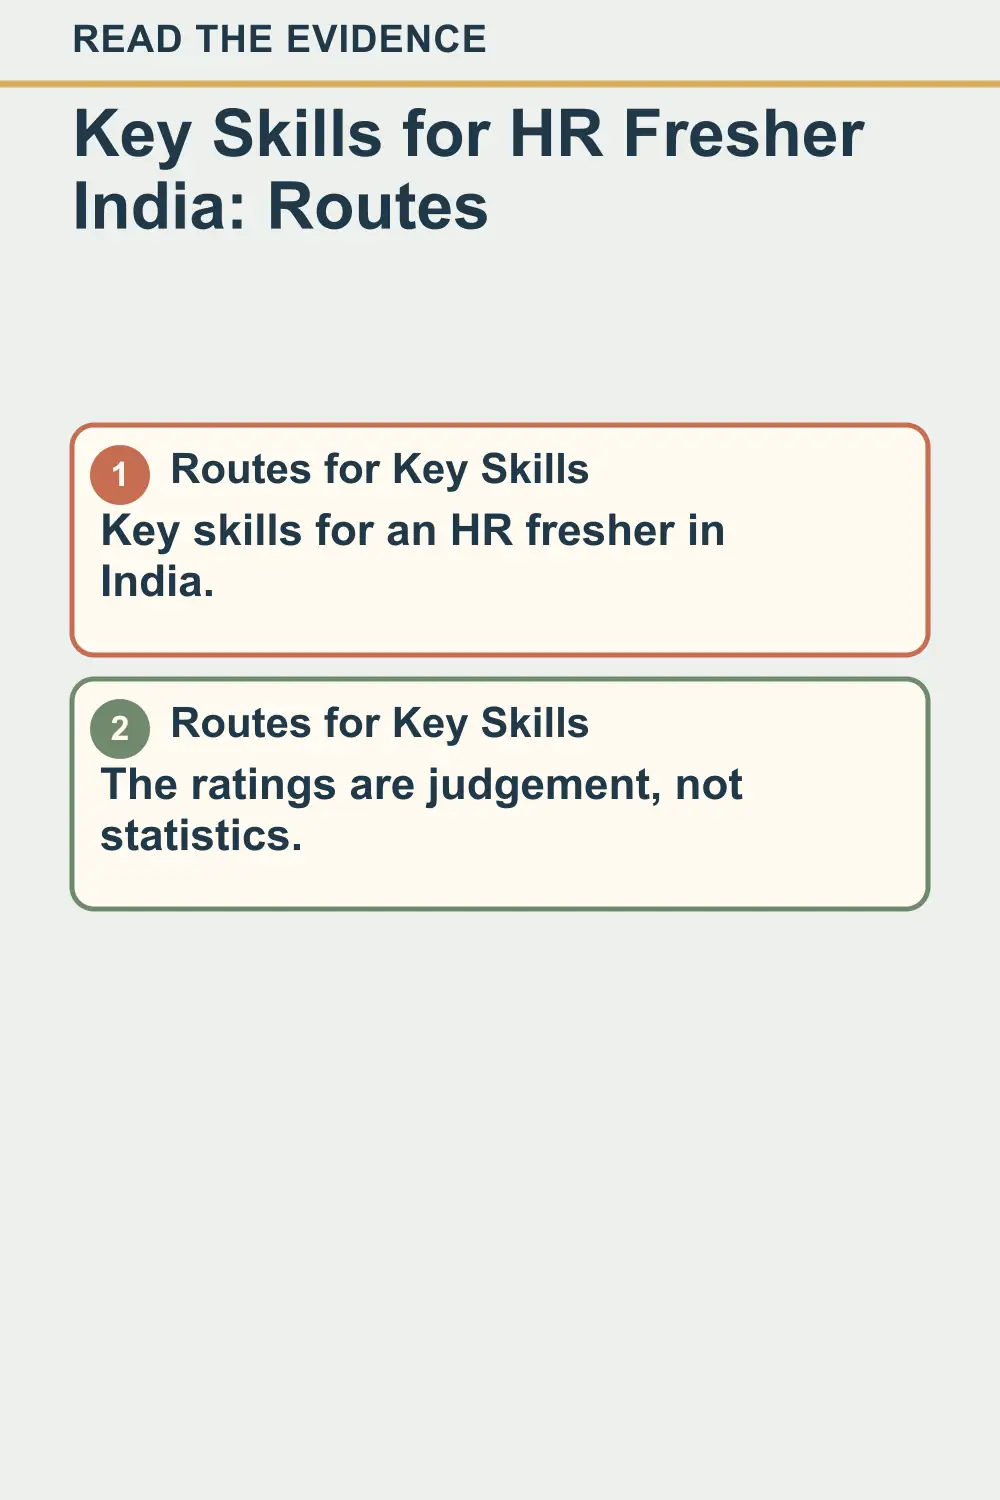 READ THE EVIDENCE
Key Skills for HR Fresher
India: Routes
1 Routes for Key Skills
Key skills for an HR fresher in
India.
2 Routes for Key Skills
The ratings are judgement, not
statistics.